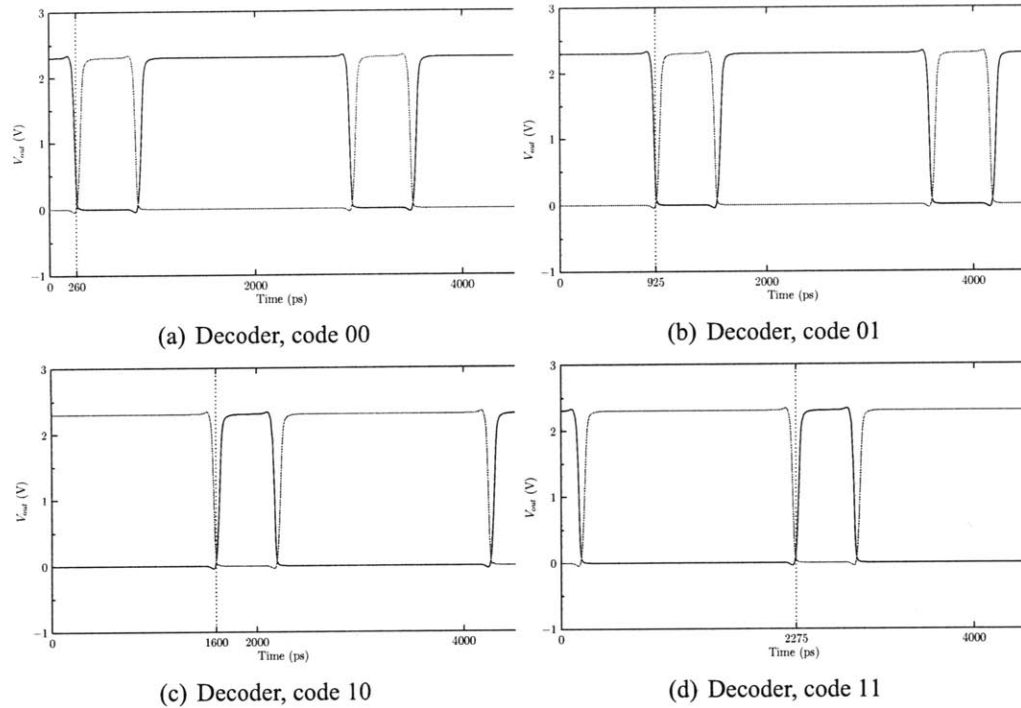 3
2
1
0
−1
V_out (V)
0 260 2000 4000
Time (ps)
(a) Decoder, code 00
3
2
1
0
−1
V_out (V)
0 925 2000 4000
Time (ps)
(b) Decoder, code 01
3
2
1
0
−1
V_out (V)
0 1600 2000 4000
Time (ps)
(c) Decoder, code 10
3
2
1
0
−1
V_out (V)
0 2275 4000
Time (ps)
(d) Decoder, code 11